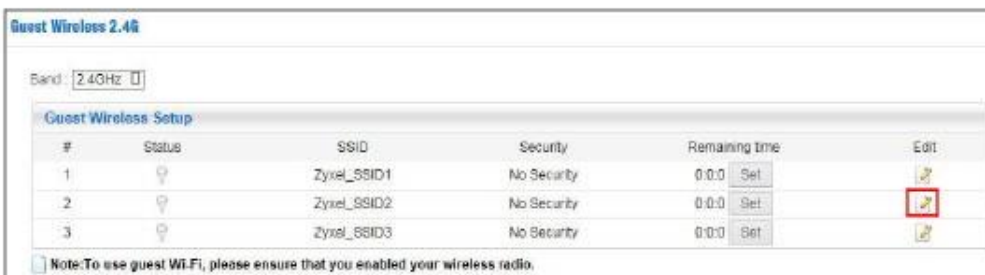 Guest Wireless 2.4G
Band : 2.4GHz
Guest Wireless Setup
# Status SSID Security Remaining time Edit
1 Zyxel_SSID1 No Security 0:0:0 Set
2 Zyxel_SSID2 No Security 0:0:0 Set
3 Zyxel_SSID3 No Security 0:0:0 Set
Note:To use guest Wi-Fi, please ensure that you enabled your wireless radio.